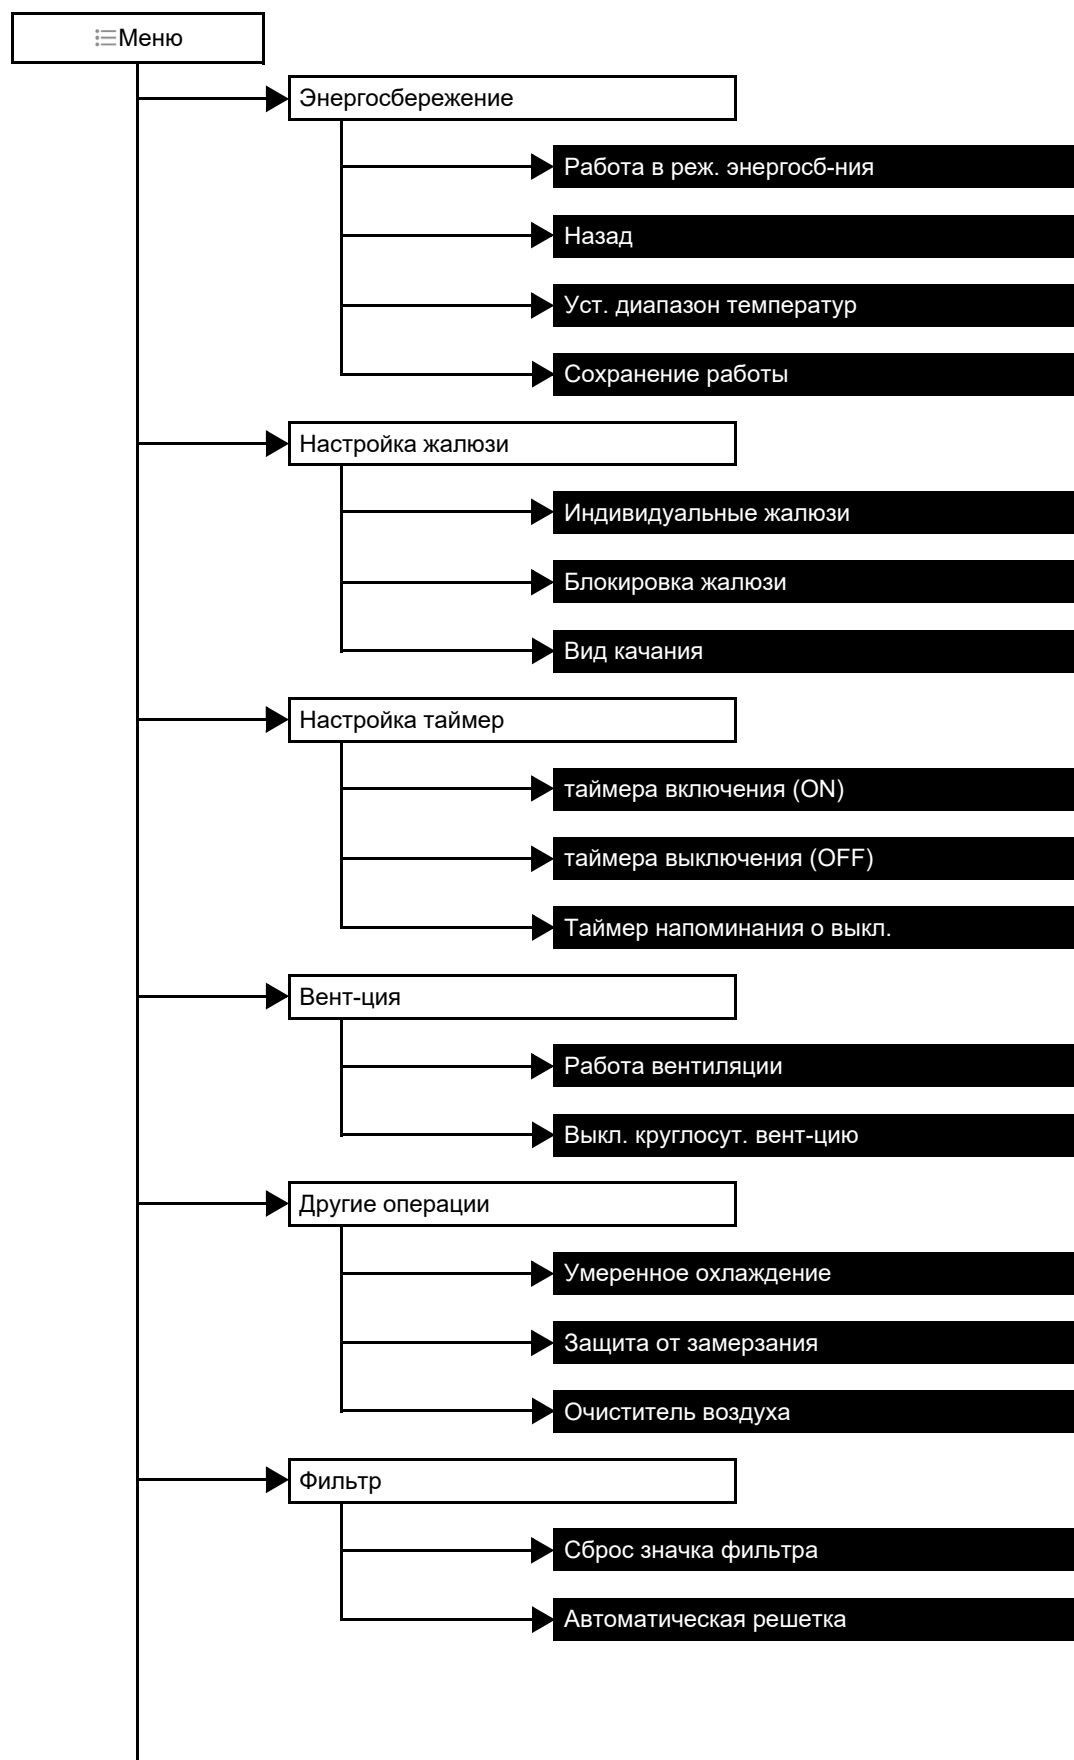 Меню
Энергосбережение
Работа в реж. энергосб-ния
Назад
Уст. диапазон температур
Сохранение работы
Настройка жалюзи
Индивидуальные жалюзи
Блокировка жалюзи
Вид качания
Настройка таймер
таймера включения (ON)
таймера выключения (OFF)
Таймер напоминания о выкл.
Вент-ция
Работа вентиляции
Выкл. круглосут. вент-цию
Другие операции
Умеренное охлаждение
Защита от замерзания
Очиститель воздуха
Фильтр
Сброс значка фильтра
Автоматическая решетка